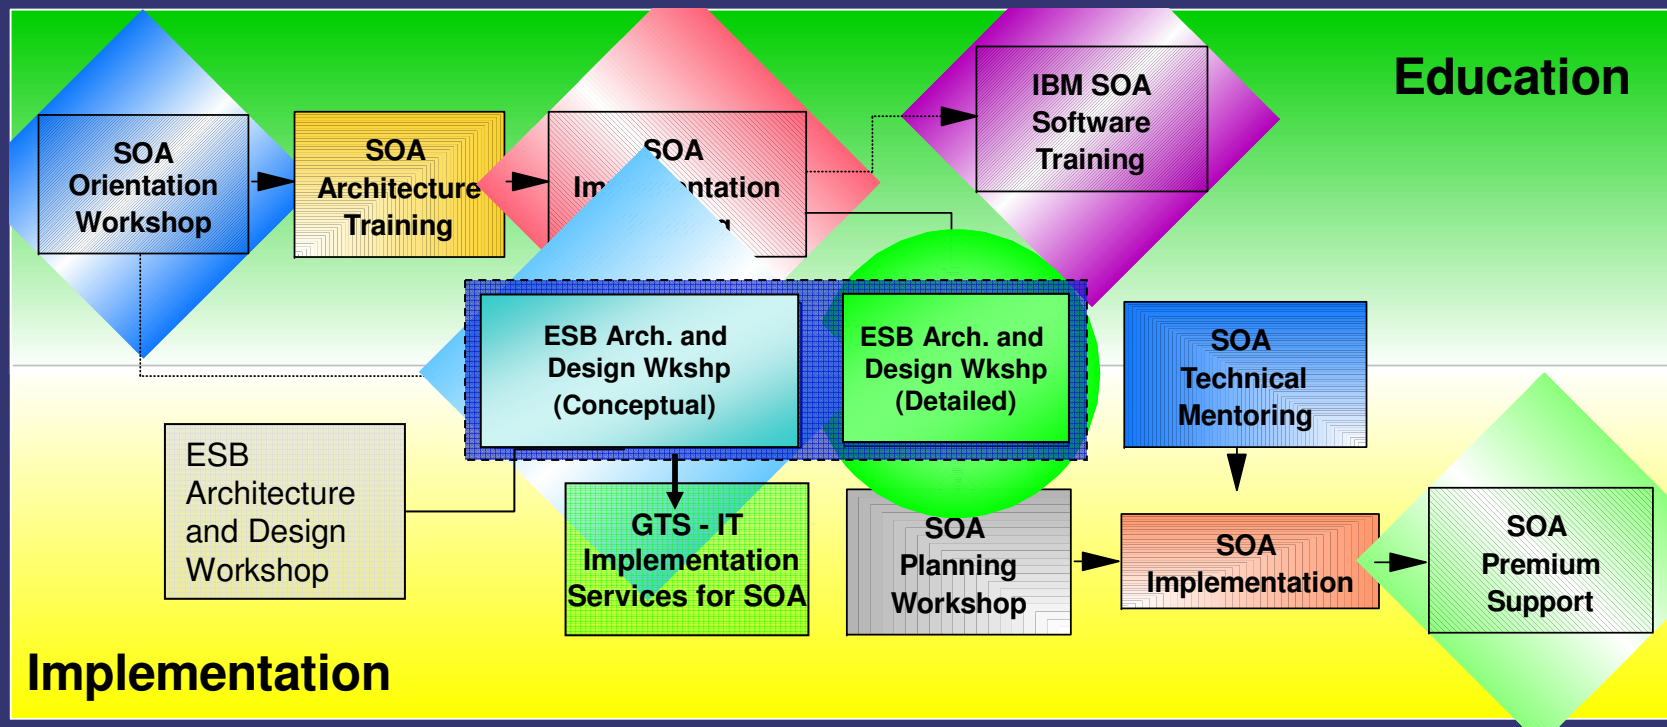 Education
SOA
Orientation
Workshop
SOA
Architecture
Training
SOA
IBM SOA
Software
Training
ESB Arch. and
Design Wkshp
(Conceptual)
ESB Arch. and
Design Wkshp
(Detailed)
SOA
Technical
Mentoring
ESB
Architecture
and Design
Workshop
GTS - IT
Implementation
Services for SOA
SOA
Planning
Workshop
SOA
Implementation
SOA
Premium
Support
Implementation